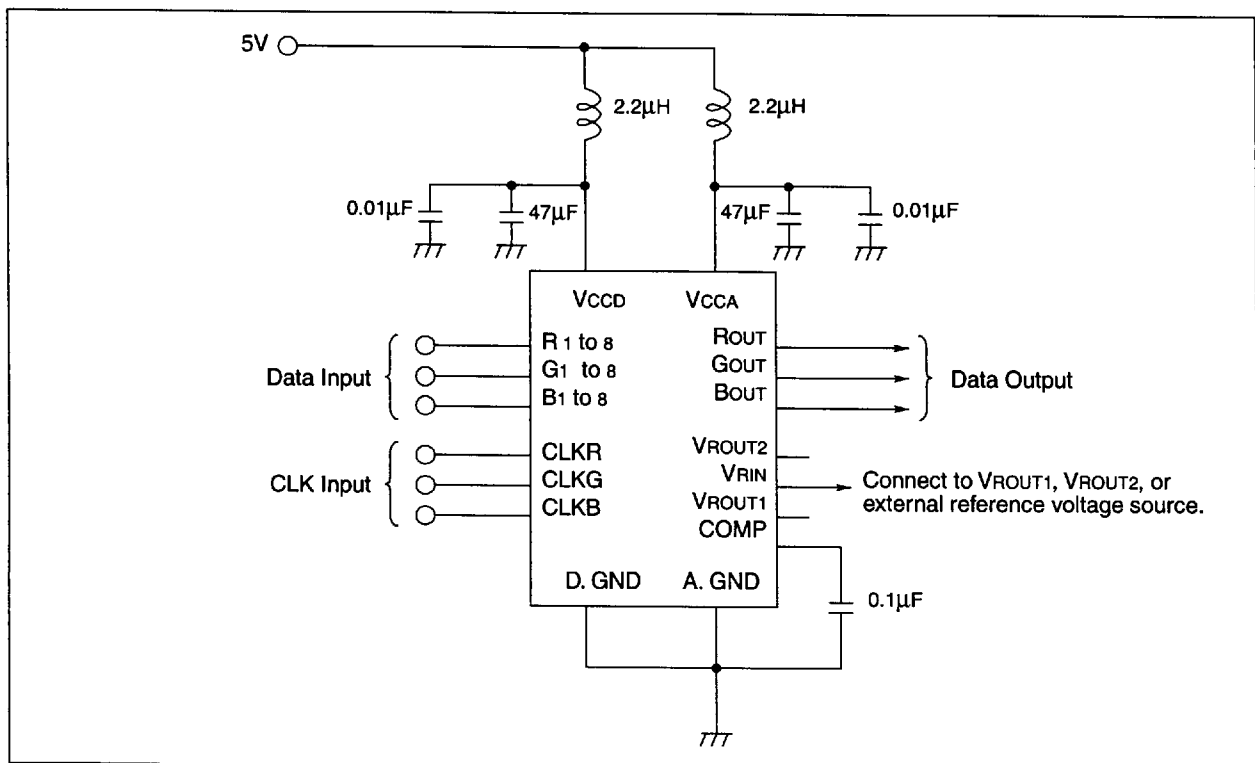 5V
2.2µH 2.2µH
0.01µF 47µF 47µF 0.01µF
VCCD VCCA
R 1 to 8 ROUT
G1 to 8 GOUT
Data Input Data Output
B1 to 8 BOUT
CLKR VROUT2
CLK Input CLKG VRIN Connect to VROUT1, VROUT2, or
external reference voltage source.
CLKB VROUT1
COMP
D. GND A. GND
0.1µF